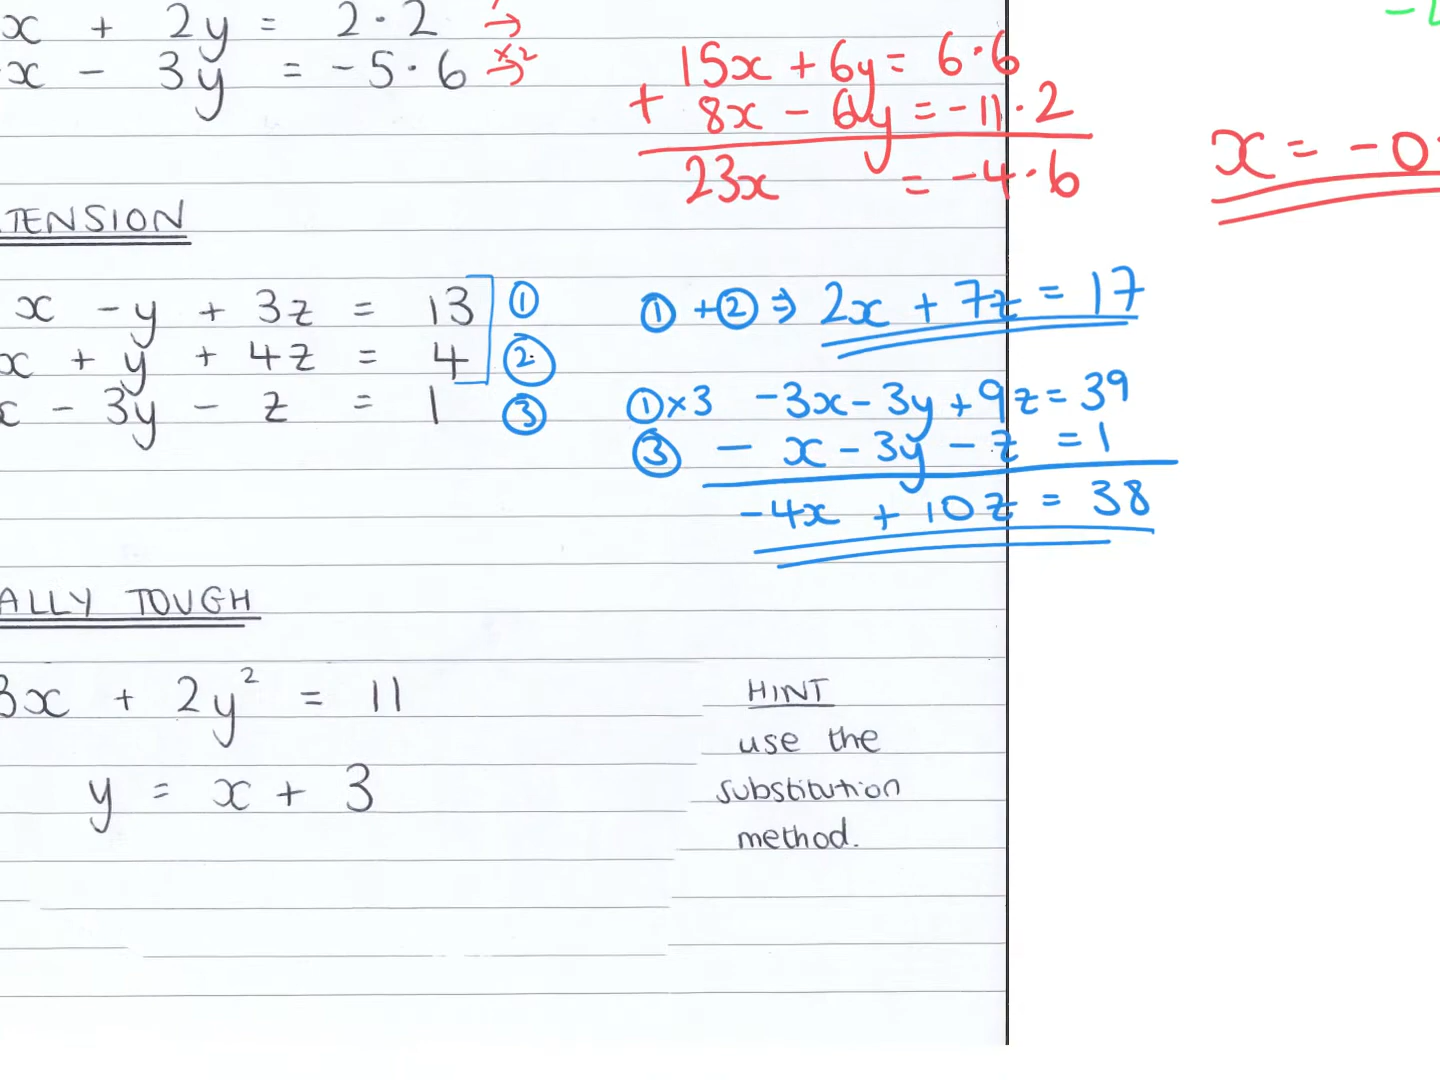 x + 2y = 2·2 →
x - 3y = -5·6 ×2 →
15x + 6y = 6·6
+ 8x - 6y = -11·2
23x = -4·6
x = -0
TENSION
x - y + 3z = 13 ①
x + y + 4z = 4 ②
x - 3y - z = 1 ③
① + ② ⇒ 2x + 7z = 17
① ×3 -3x - 3y + 9z = 39
③ - x - 3y - z = 1
-4x + 10z = 38
ALLY TOUGH
3x + 2y² = 11
y = x + 3
HINT
use the
substitution
method.